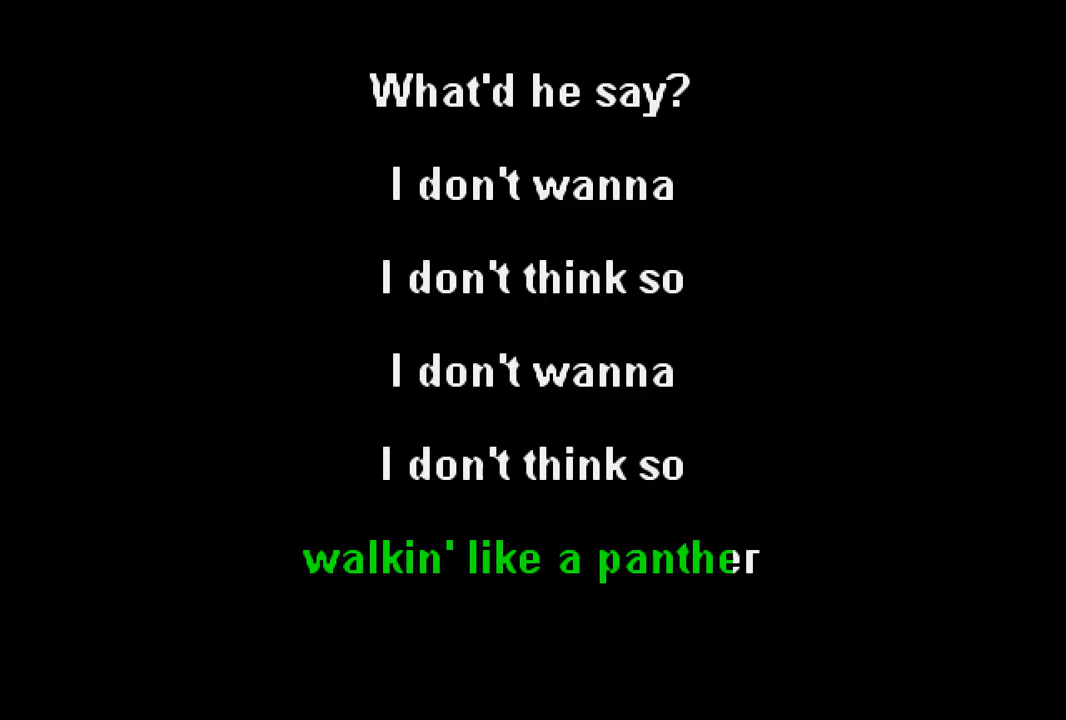 What'd he say?
I don't wanna
I don't think so
I don't wanna
I don't think so
walkin' like a panther